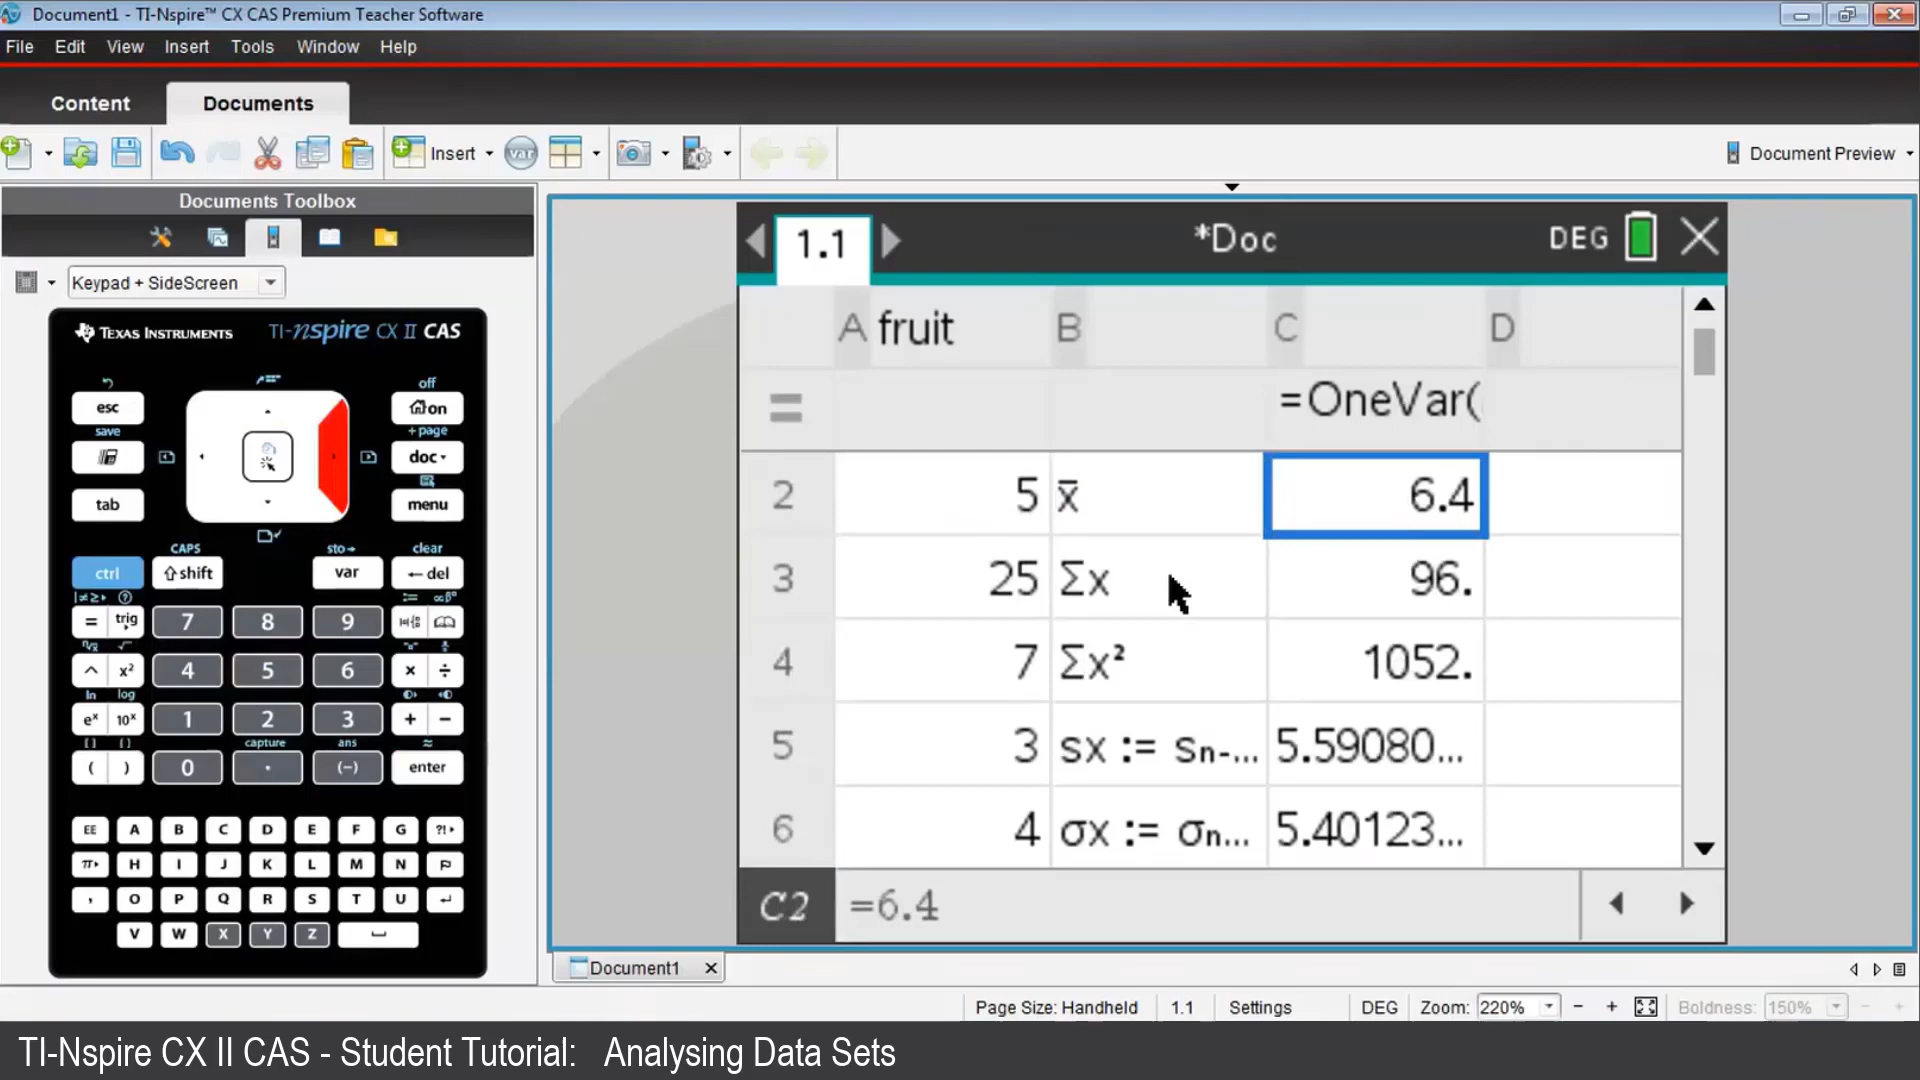 Document1 - TI-Nspire™ CX CAS Premium Teacher Software
File Edit View Insert Tools Window Help
Content Documents
Insert var Document Preview
Documents Toolbox
Keypad + SideScreen
TEXAS INSTRUMENTS TI-nspire CX II CAS
off
esc on
save + page
doc
tab menu
CAPS sto→ clear
ctrl shift var ←del
= trig 7 8 9
^ x² 4 5 6 × ÷
ln log
eˣ 10ˣ 1 2 3 + −
[ ] { } capture ans ≈
( ) 0 . (−) enter
EE A B C D E F G ?!▸
π▸ H I J K L M N
, O P Q R S T U
V W X Y Z
1.1 *Doc DEG
A fruit B C D
= =OneVar(
2 5 x̄ 6.4
3 25 Σx 96.
4 7 Σx² 1052.
5 3 sx := sn-... 5.59080...
6 4 σx := σn... 5.40123...
C2 =6.4
Document1
Page Size: Handheld 1.1 Settings DEG Zoom: 220% − + Boldness: 150% − +
TI-Nspire CX II CAS - Student Tutorial: Analysing Data Sets